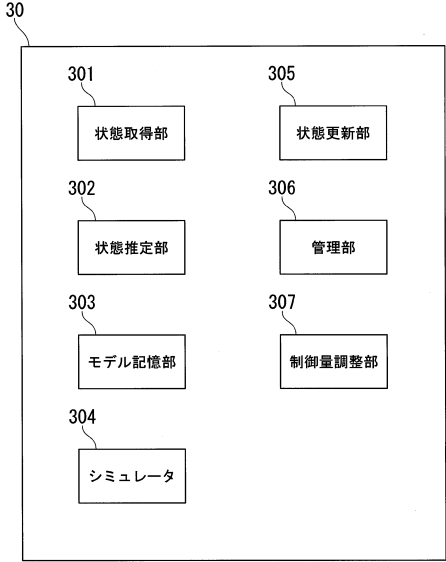 30
301
状態取得部
302
状態推定部
303
モデル記憶部
304
シミュレータ
305
状態更新部
306
管理部
307
制御量調整部